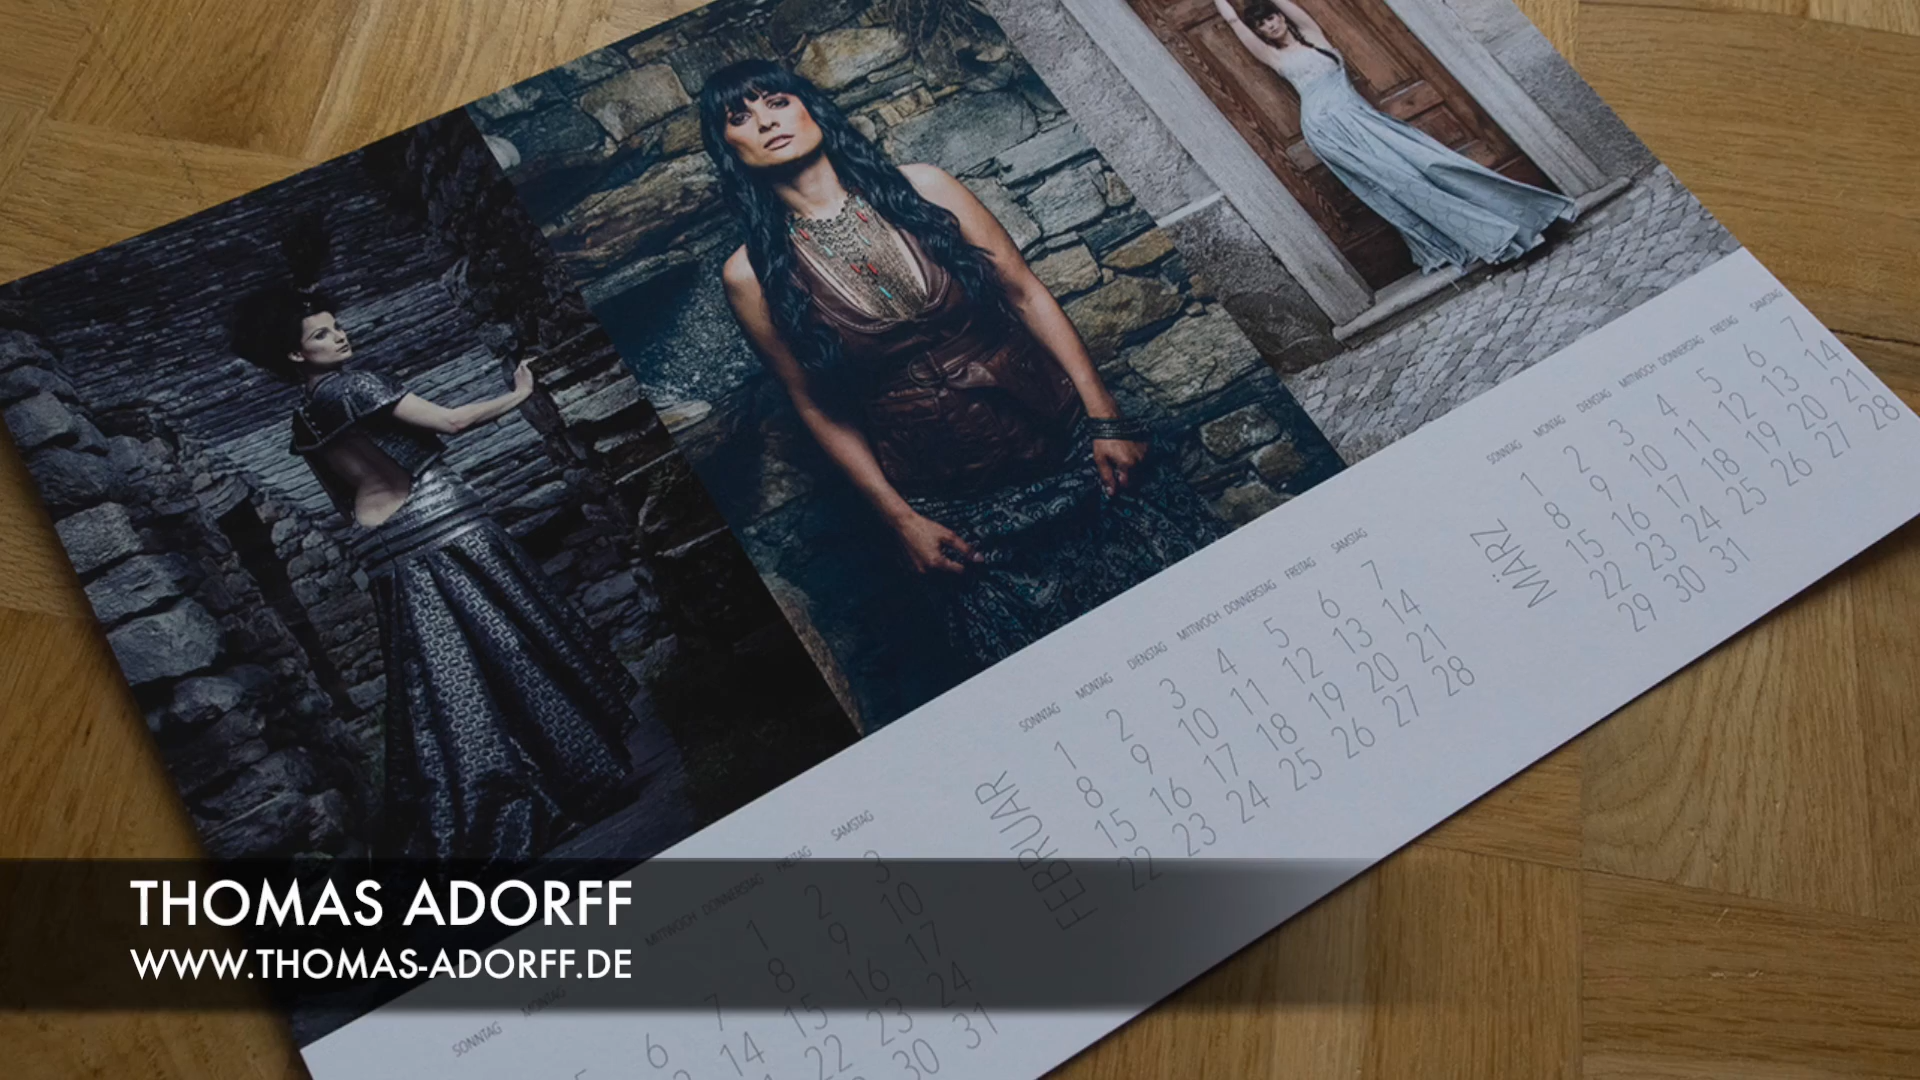 SONNTAG MONTAG DIENSTAG MITTWOCH DONNERSTAG FREITAG SAMSTAG
MÄRZ
1 2 3 4 5 6 7
8 9 10 11 12 13 14
15 16 17 18 19 20 21
22 23 24 25 26 27 28
29 30 31
SONNTAG MONTAG DIENSTAG MITTWOCH DONNERSTAG FREITAG SAMSTAG
FEBRUAR
1 2 3 4 5 6 7
8 9 10 11 12 13 14
15 16 17 18 19 20 21
22 23 24 25 26 27 28
SONNTAG MONTAG MITTWOCH DONNERSTAG FREITAG SAMSTAG
1 2 3
6 7 8 9 10
14 15 16 17
22 23 24
30 31
THOMAS ADORFF
WWW.THOMAS-ADORFF.DE